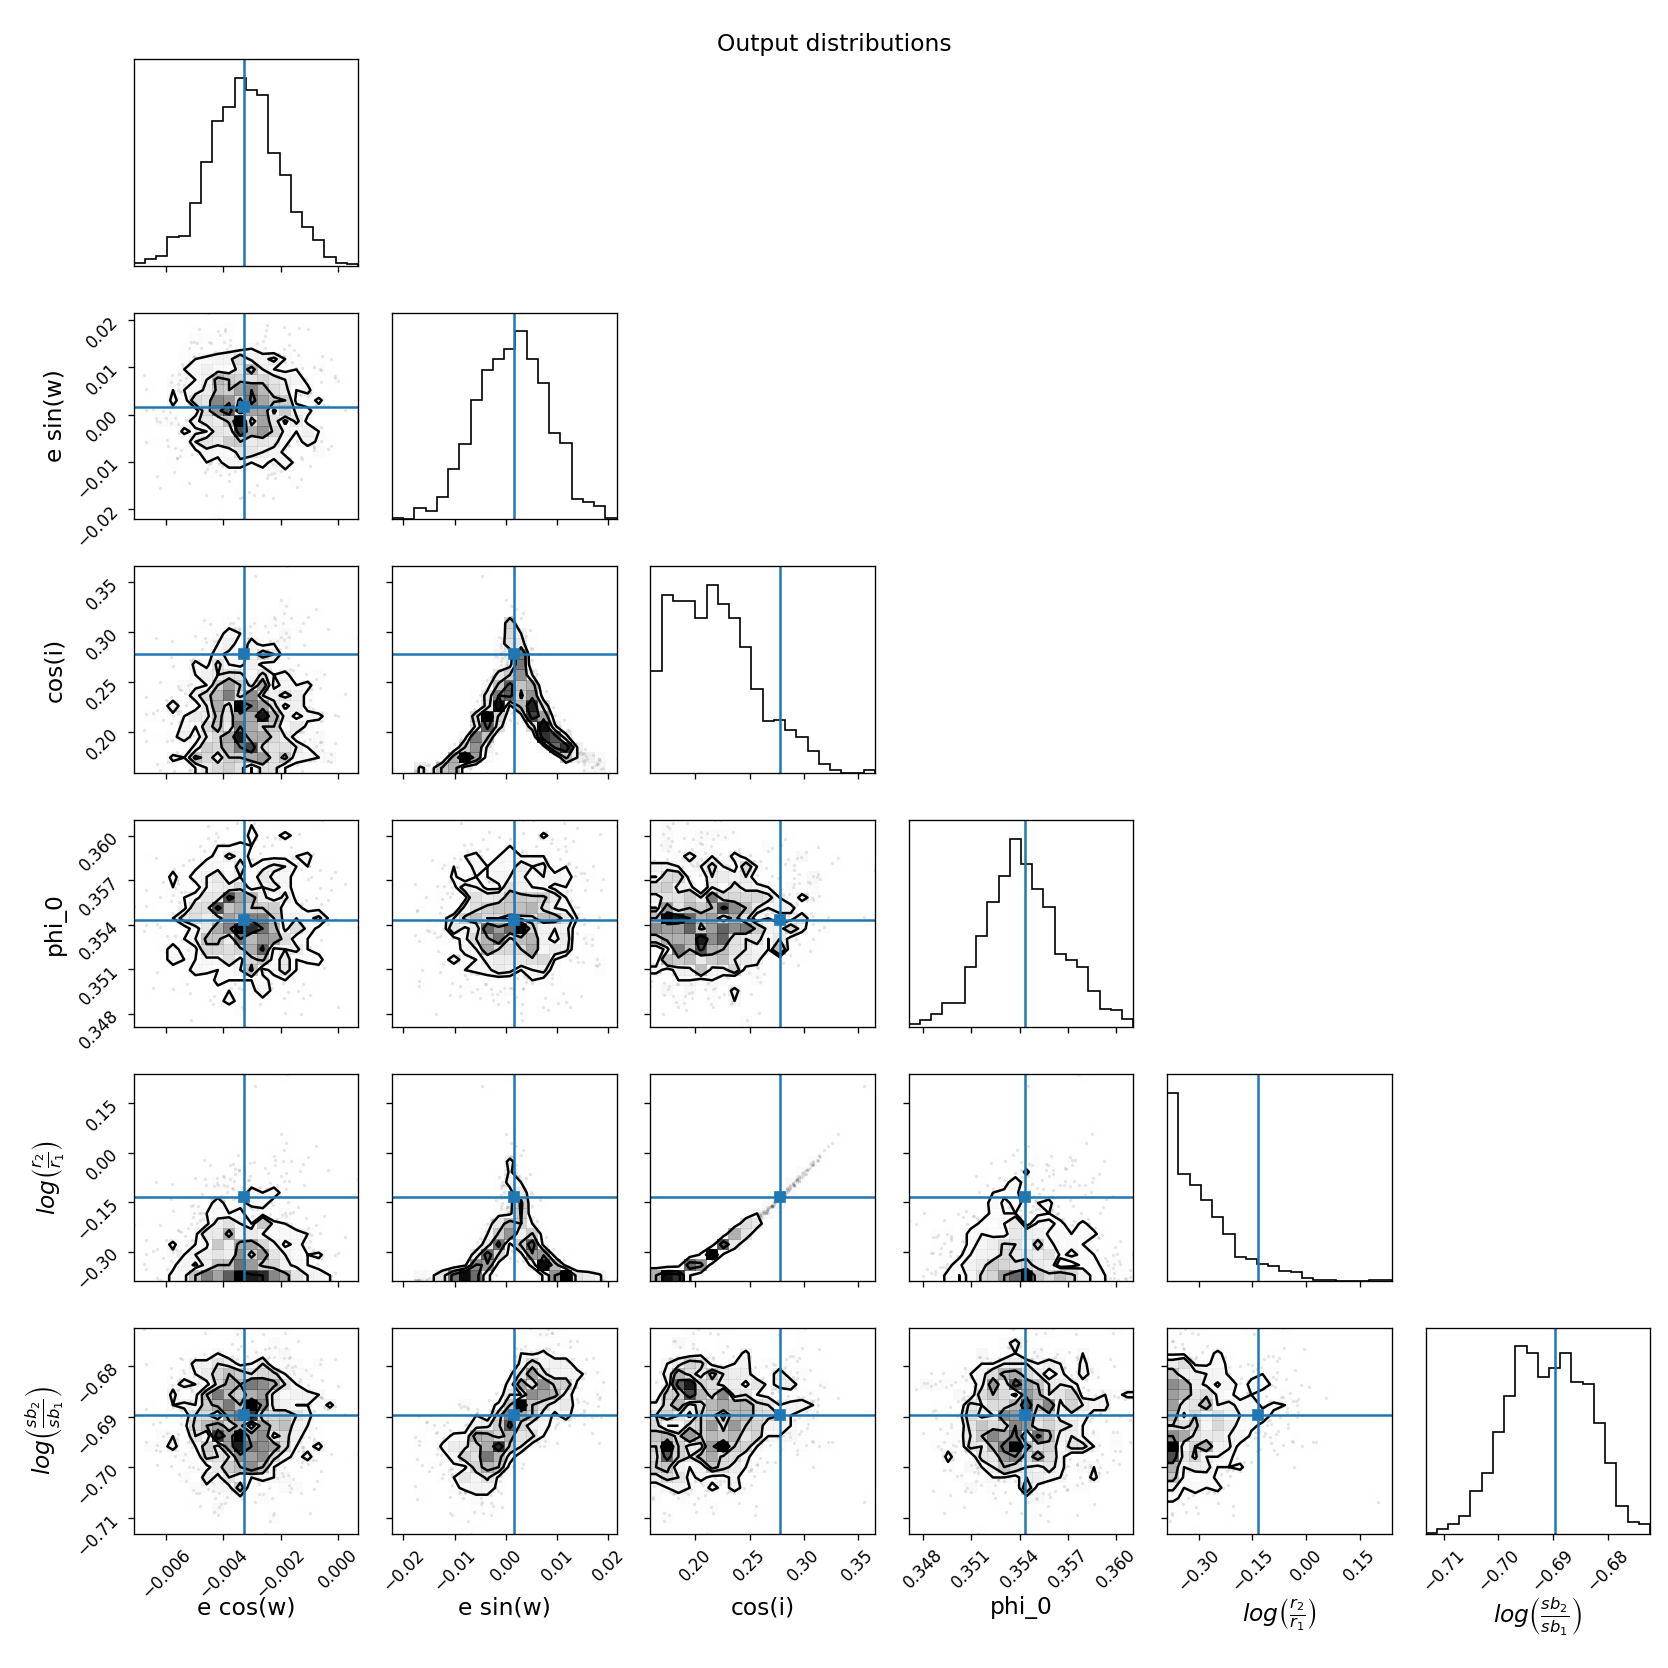 Output distributions
e sin(w)
0.02
0.01
0.00
−0.01
−0.02
cos(i)
0.35
0.30
0.25
0.20
phi_0
0.360
0.357
0.354
0.351
0.348
log(r₂/r₁)
0.15
0.00
−0.15
−0.30
log(sb₂/sb₁)
−0.68
−0.69
−0.70
−0.71
−0.006 −0.004 −0.002 0.000
−0.02 −0.01 0.00 0.01 0.02
0.20 0.25 0.30 0.35
0.348 0.351 0.354 0.357 0.360
−0.30 −0.15 0.00 0.15
−0.71 −0.70 −0.69 −0.68
e cos(w)
e sin(w)
cos(i)
phi_0
log(r₂/r₁)
log(sb₂/sb₁)